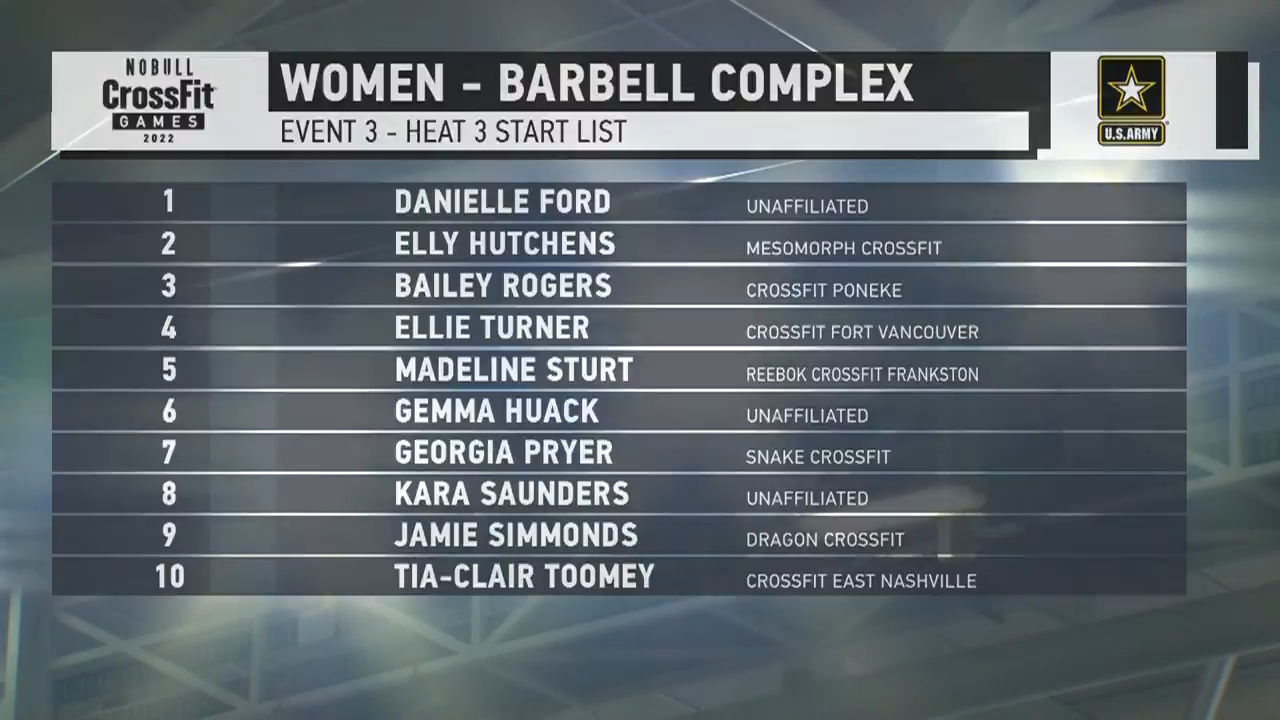 NOBULL
CrossFit
GAMES
2022
WOMEN - BARBELL COMPLEX
EVENT 3 - HEAT 3 START LIST
U.S.ARMY
1 DANIELLE FORD UNAFFILIATED
2 ELLY HUTCHENS MESOMORPH CROSSFIT
3 BAILEY ROGERS CROSSFIT PONEKE
4 ELLIE TURNER CROSSFIT FORT VANCOUVER
5 MADELINE STURT REEBOK CROSSFIT FRANKSTON
6 GEMMA HUACK UNAFFILIATED
7 GEORGIA PRYER SNAKE CROSSFIT
8 KARA SAUNDERS UNAFFILIATED
9 JAMIE SIMMONDS DRAGON CROSSFIT
10 TIA-CLAIR TOOMEY CROSSFIT EAST NASHVILLE